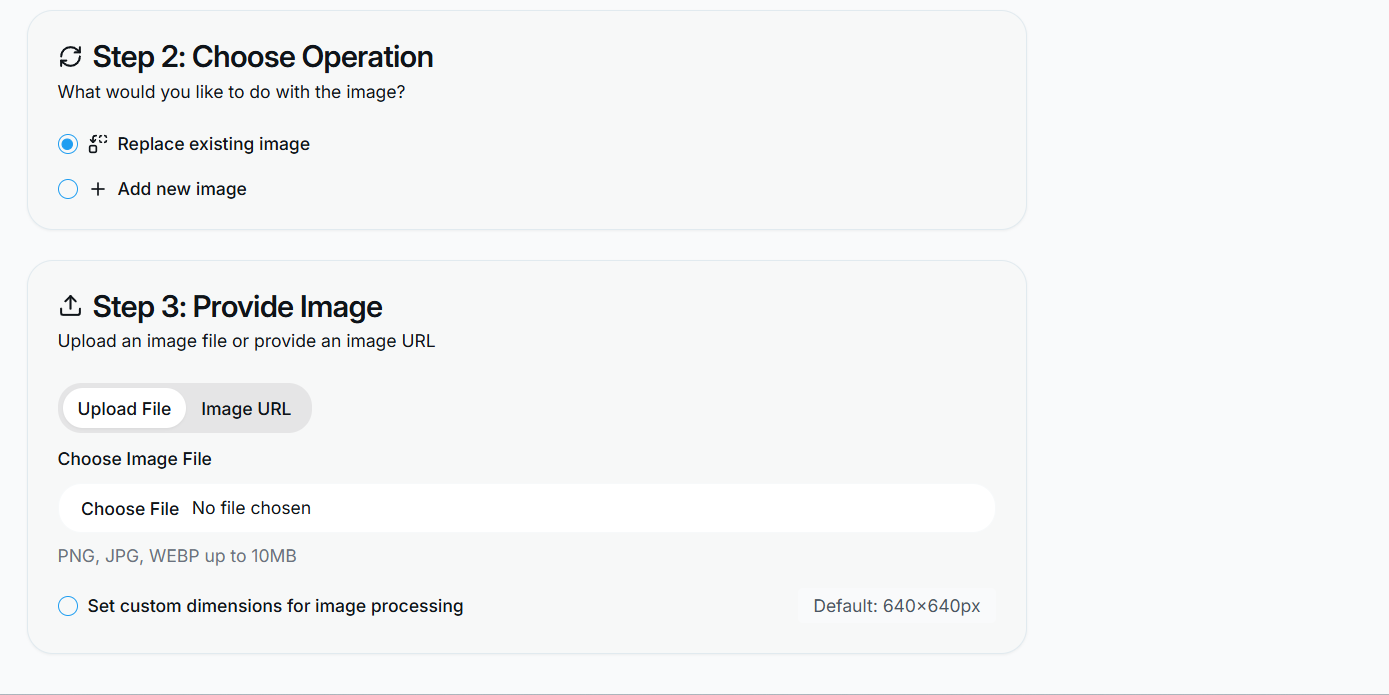 Step 2: Choose Operation
What would you like to do with the image?
Replace existing image
Add new image
Step 3: Provide Image
Upload an image file or provide an image URL
Upload File Image URL
Choose Image File
Choose File No file chosen
PNG, JPG, WEBP up to 10MB
Set custom dimensions for image processing Default: 640×640px